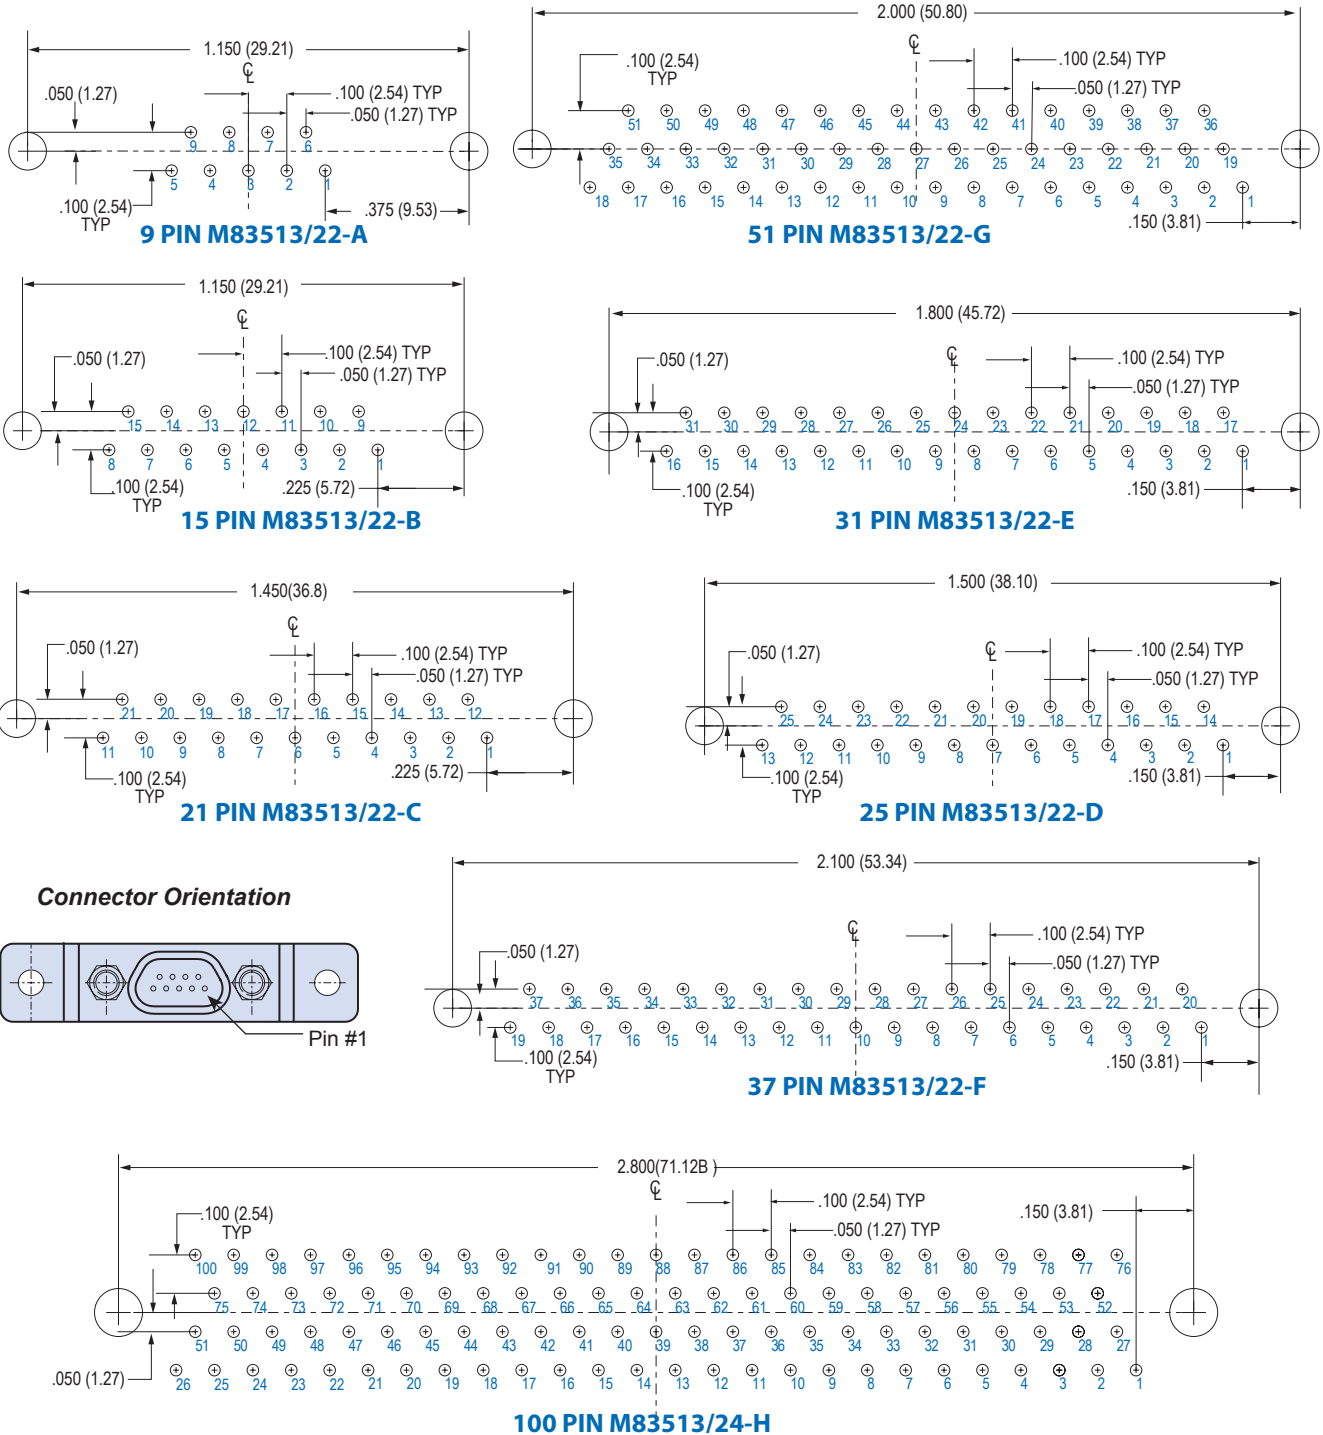 1.150 (29.21)
℄
.050 (1.27)
.100 (2.54) TYP
.050 (1.27) TYP
9 8 7 6
5 4 3 2 1
.100 (2.54)
TYP
.375 (9.53)
9 PIN M83513/22-A
2.000 (50.80)
℄
.100 (2.54)
TYP
.100 (2.54) TYP
.050 (1.27) TYP
51 50 49 48 47 46 45 44 43 42 41 40 39 38 37 36
35 34 33 32 31 30 29 28 27 26 25 24 23 22 21 20 19
18 17 16 15 14 13 12 11 10 9 8 7 6 5 4 3 2 1
.150 (3.81)
51 PIN M83513/22-G
1.150 (29.21)
℄
.050 (1.27)
.100 (2.54) TYP
.050 (1.27) TYP
15 14 13 12 11 10 9
8 7 6 5 4 3 2 1
.100 (2.54)
TYP
.225 (5.72)
15 PIN M83513/22-B
1.800 (45.72)
℄
.050 (1.27)
.100 (2.54) TYP
.050 (1.27) TYP
31 30 29 28 27 26 25 24 23 22 21 20 19 18 17
16 15 14 13 12 11 10 9 8 7 6 5 4 3 2 1
.100 (2.54)
TYP
.150 (3.81)
31 PIN M83513/22-E
1.450(36.8)
℄
.050 (1.27)
.100 (2.54) TYP
.050 (1.27) TYP
21 20 19 18 17 16 15 14 13 12
11 10 9 8 7 6 5 4 3 2 1
.100 (2.54)
TYP
.225 (5.72)
21 PIN M83513/22-C
1.500 (38.10)
℄
.050 (1.27)
.100 (2.54) TYP
.050 (1.27) TYP
25 24 23 22 21 20 19 18 17 16 15 14
13 12 11 10 9 8 7 6 5 4 3 2 1
.100 (2.54)
TYP
.150 (3.81)
25 PIN M83513/22-D
Connector Orientation
Pin #1
2.100 (53.34)
℄
.050 (1.27)
.100 (2.54) TYP
.050 (1.27) TYP
37 36 35 34 33 32 31 30 29 28 27 26 25 24 23 22 21 20
19 18 17 16 15 14 13 12 11 10 9 8 7 6 5 4 3 2 1
.100 (2.54)
TYP
.150 (3.81)
37 PIN M83513/22-F
2.800(71.12B )
℄
.100 (2.54)
TYP
.100 (2.54) TYP
.050 (1.27) TYP
.150 (3.81)
100 99 98 97 96 95 94 93 92 91 90 89 88 87 86 85 84 83 82 81 80 79 78 77 76
75 74 73 72 71 70 69 68 67 66 65 64 63 62 61 60 59 58 57 56 55 54 53 52
51 50 49 48 47 46 45 44 43 42 41 40 39 38 37 36 35 34 33 32 31 30 29 28 27
26 25 24 23 22 21 20 19 18 17 16 15 14 13 12 11 10 9 8 7 6 5 4 3 2 1
.050 (1.27)
100 PIN M83513/24-H